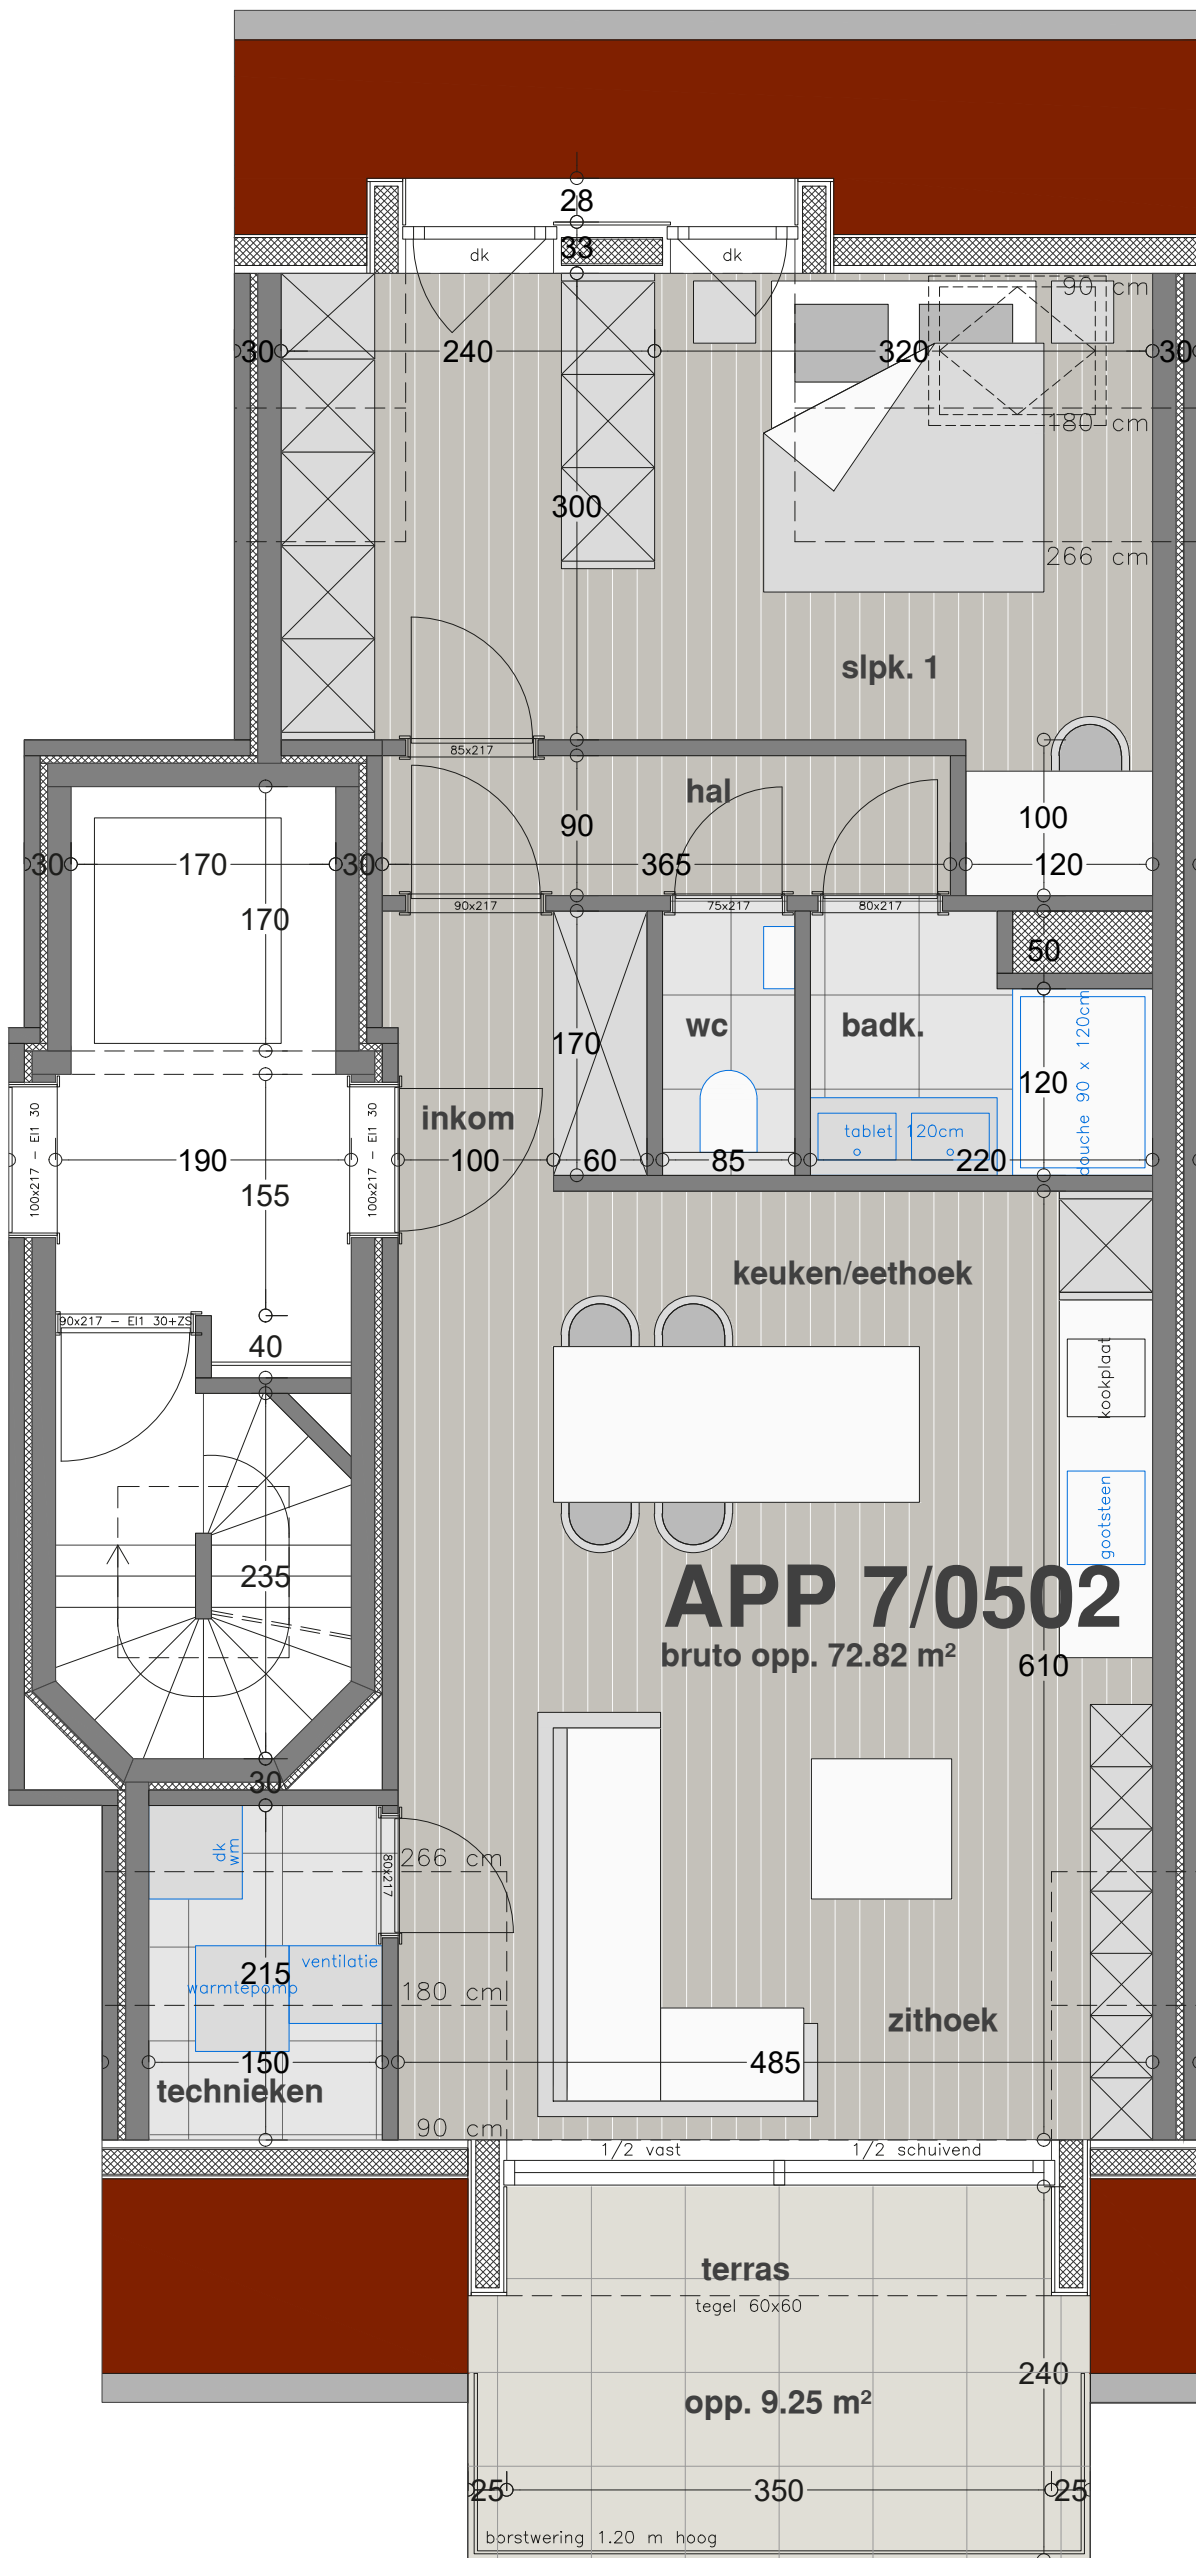 28
dk
33
dk
90 cm
30
240
320
30
180 cm
300
266 cm
slpk. 1
85x217
hal
90
100
30
170
30
365
120
170
90x217
75x217
80x217
50
wc
badk.
170
120
douche 90 x 120cm
inkom
tablet 120cm
100x217 - EI1 30
100x217 - EI1 30
190
100
60
85
220
155
keuken/eethoek
90x217 - EI1 30+ZS
40
kookplaat
gootsteen
235
APP 7/0502
bruto opp. 72.82 m²
610
30
dk
wm
80x217
266 cm
ventilatie
215
warmtepomp
180 cm
zithoek
150
485
technieken
90 cm
1/2 vast
1/2 schuivend
terras
tegel 60x60
240
opp. 9.25 m²
25
350
25
borstwering 1.20 m hoog